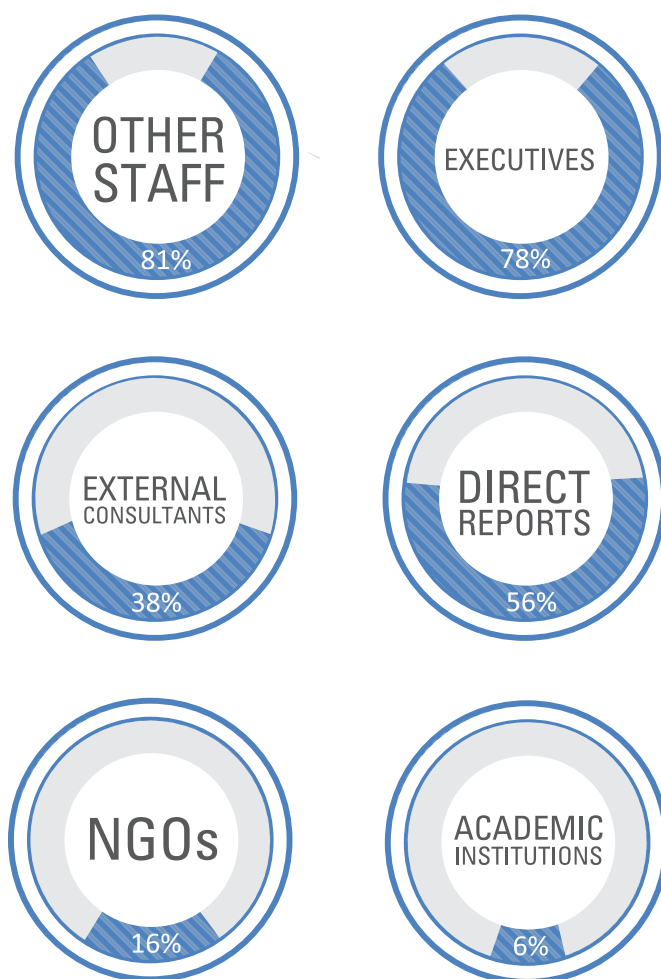 OTHER
STAFF
81%
EXECUTIVES
78%
EXTERNAL
CONSULTANTS
38%
DIRECT
REPORTS
56%
NGOs
16%
ACADEMIC
INSTITUTIONS
6%